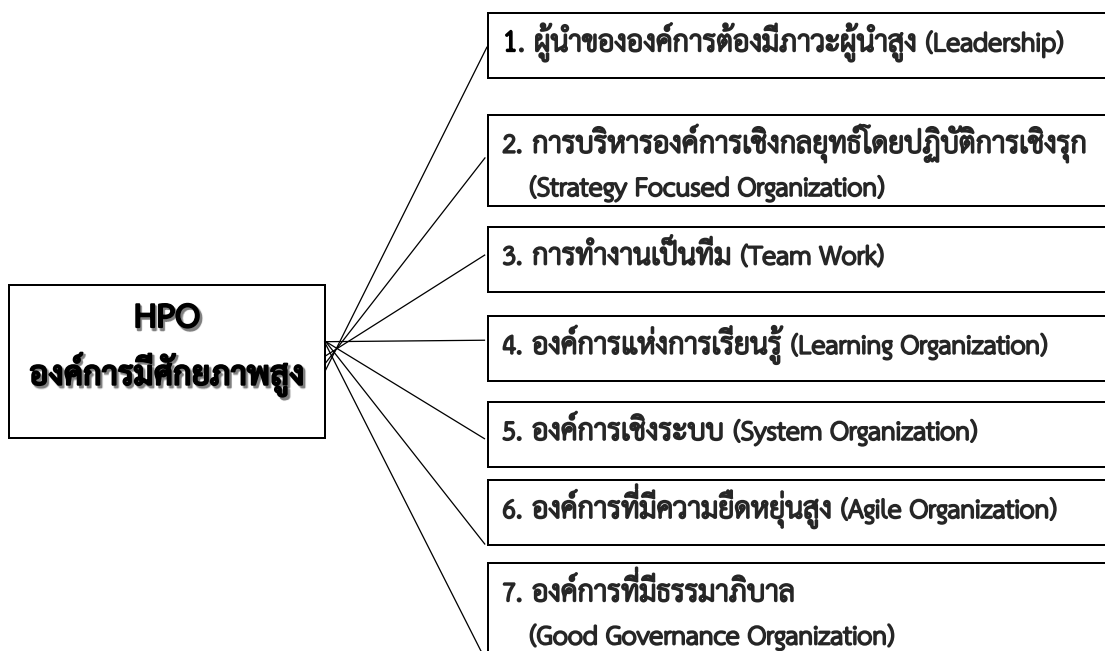 HPO
องค์การมีศักยภาพสูง
1. ผู้นำขององค์การต้องมีภาวะผู้นำสูง (Leadership)
2. การบริหารองค์การเชิงกลยุทธ์โดยปฏิบัติการเชิงรุก
(Strategy Focused Organization)
3. การทำงานเป็นทีม (Team Work)
4. องค์การแห่งการเรียนรู้ (Learning Organization)
5. องค์การเชิงระบบ (System Organization)
6. องค์การที่มีความยืดหยุ่นสูง (Agile Organization)
7. องค์การที่มีธรรมาภิบาล
(Good Governance Organization)